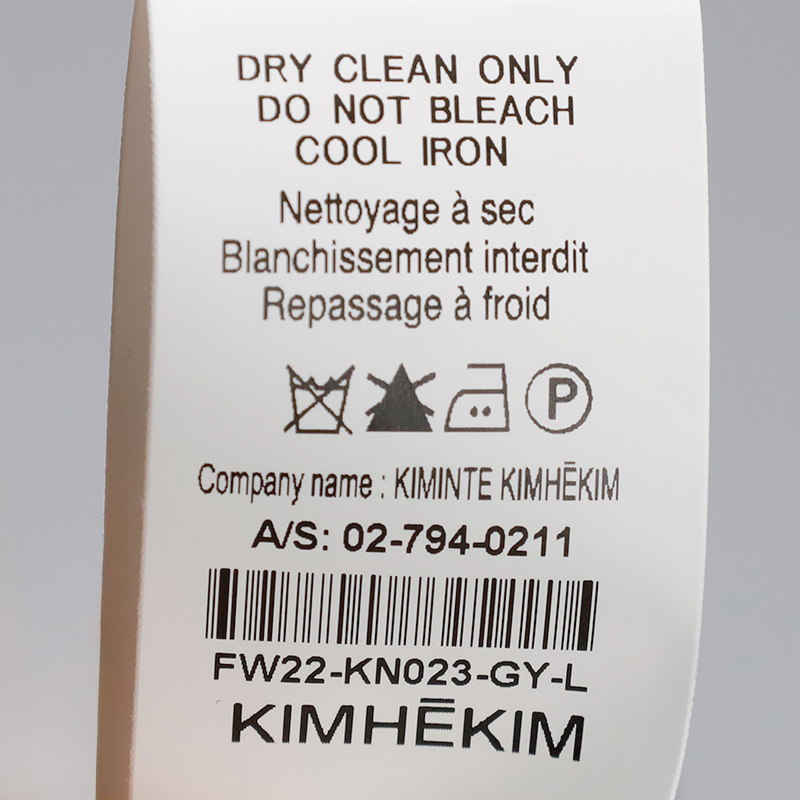 DRY CLEAN ONLY
DO NOT BLEACH
COOL IRON
Nettoyage à sec
Blanchissement interdit
Repassage à froid
P
Company name : KIMINTE KIMHĒKIM
A/S: 02-794-0211
FW22-KN023-GY-L
KIMHĒKIM